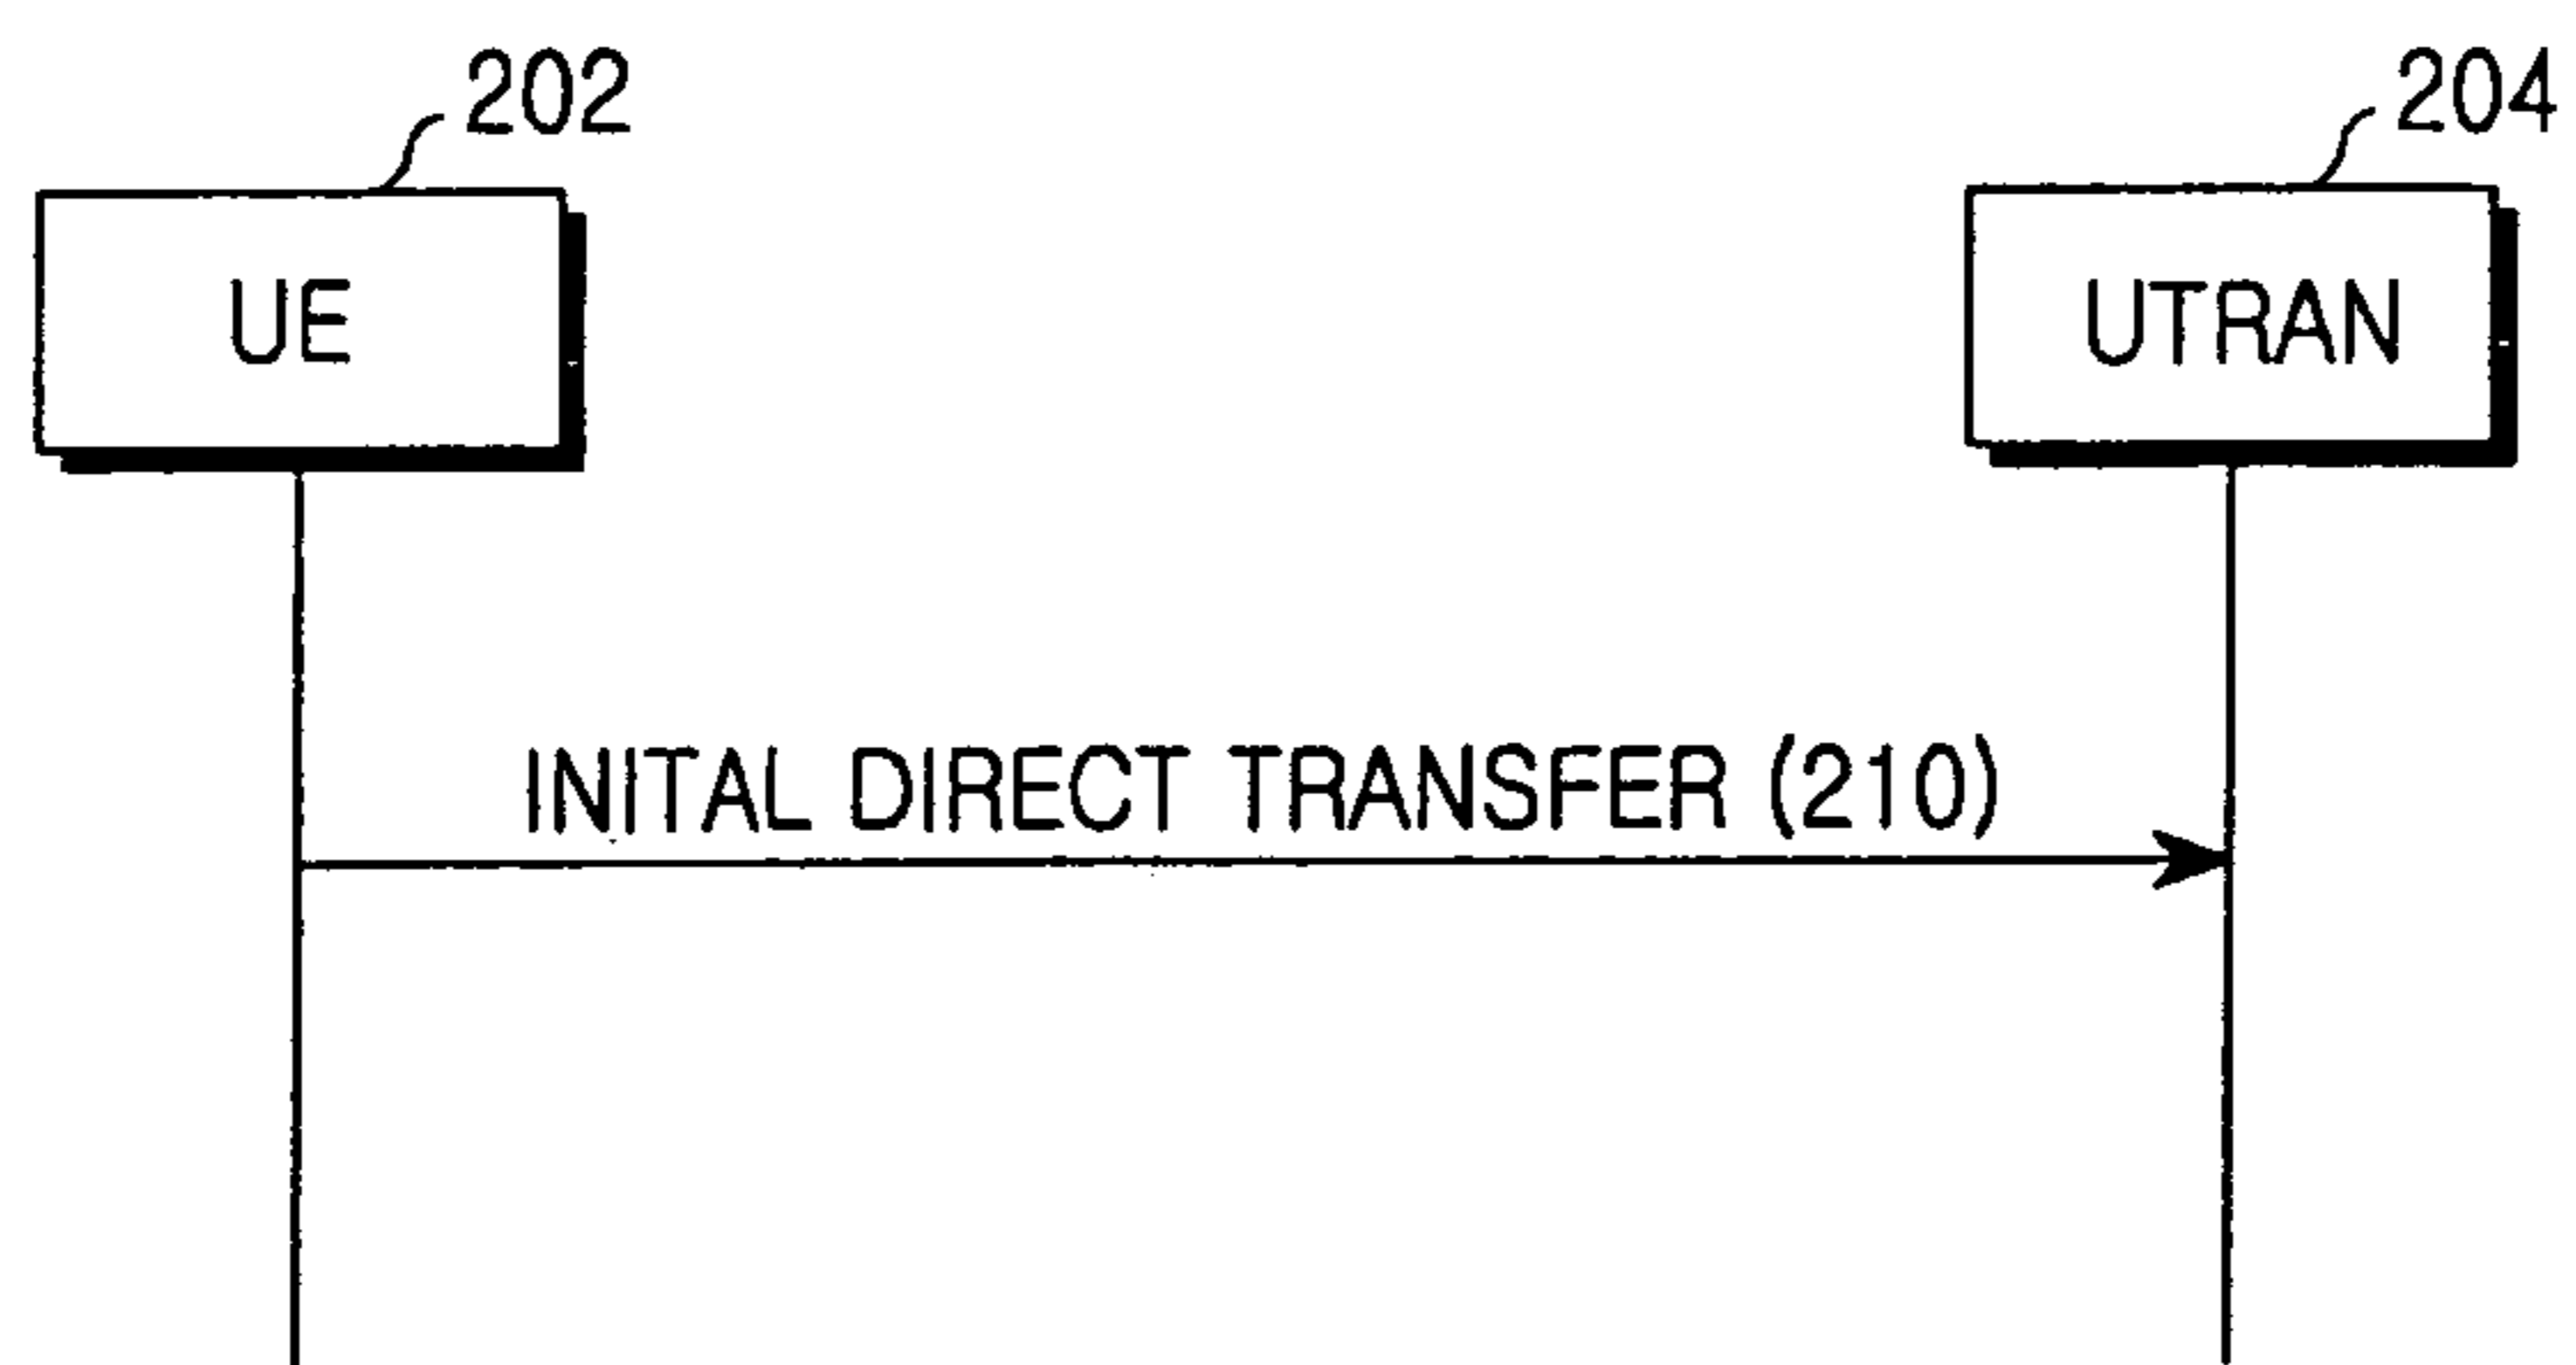 202
204
UE
UTRAN
INITAL DIRECT TRANSFER (210)